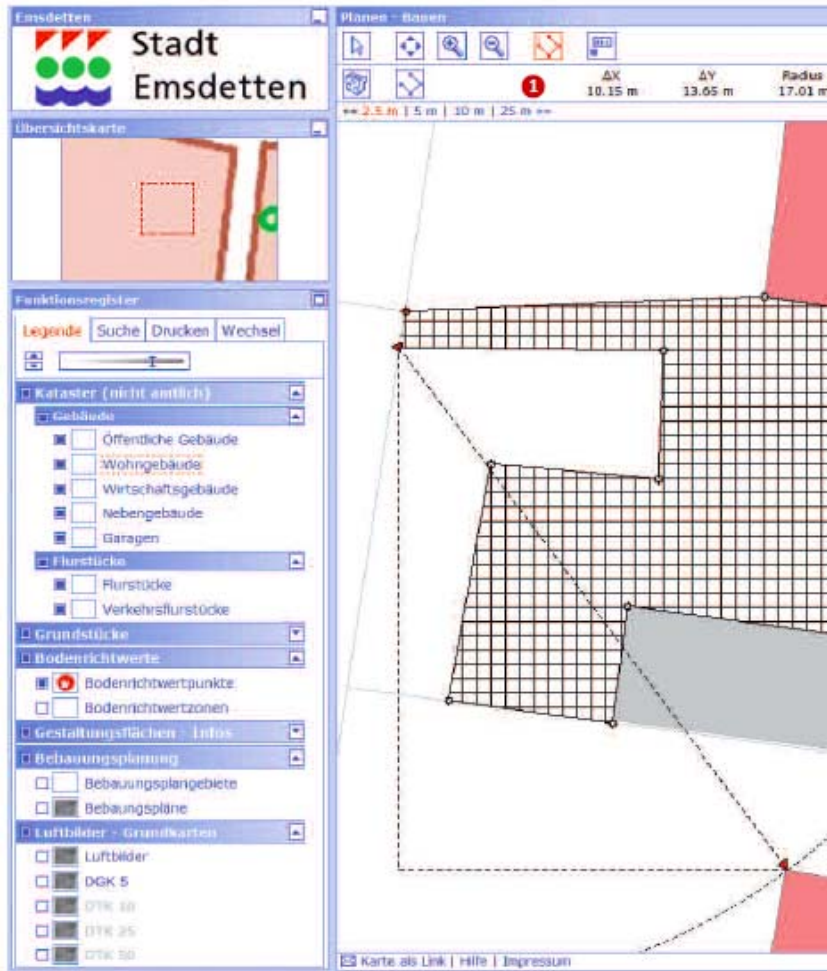 Emsdetten
Stadt
Emsdetten
Übersichtskarte
Funktionsregister
Legende Suche Drucken Wechsel
Kataster (nicht amtlich)
Gebäude
Öffentliche Gebäude
Wohngebäude
Wirtschaftsgebäude
Nebengebäude
Garagen
Flurstücke
Flurstücke
Verkehrsflurstücke
Grundstücke
Bodenrichtwerte
Bodenrichtwertpunkte
Bodenrichtwertzonen
Gestaltungsflächen - Infos
Bebauungsplanung
Bebauungsplangebiete
Bebaungspläne
Luftbilder - Grundkarten
Luftbilder
DGK 5
DTK 10
DTK 25
DTK 50
Planen - Bauen
1 ΔX ΔY Radius
10.15 m 13.65 m 17.01 m
2.5 m | 5 m | 10 m | 25 m
Karte als Link | Hilfe | Impressum